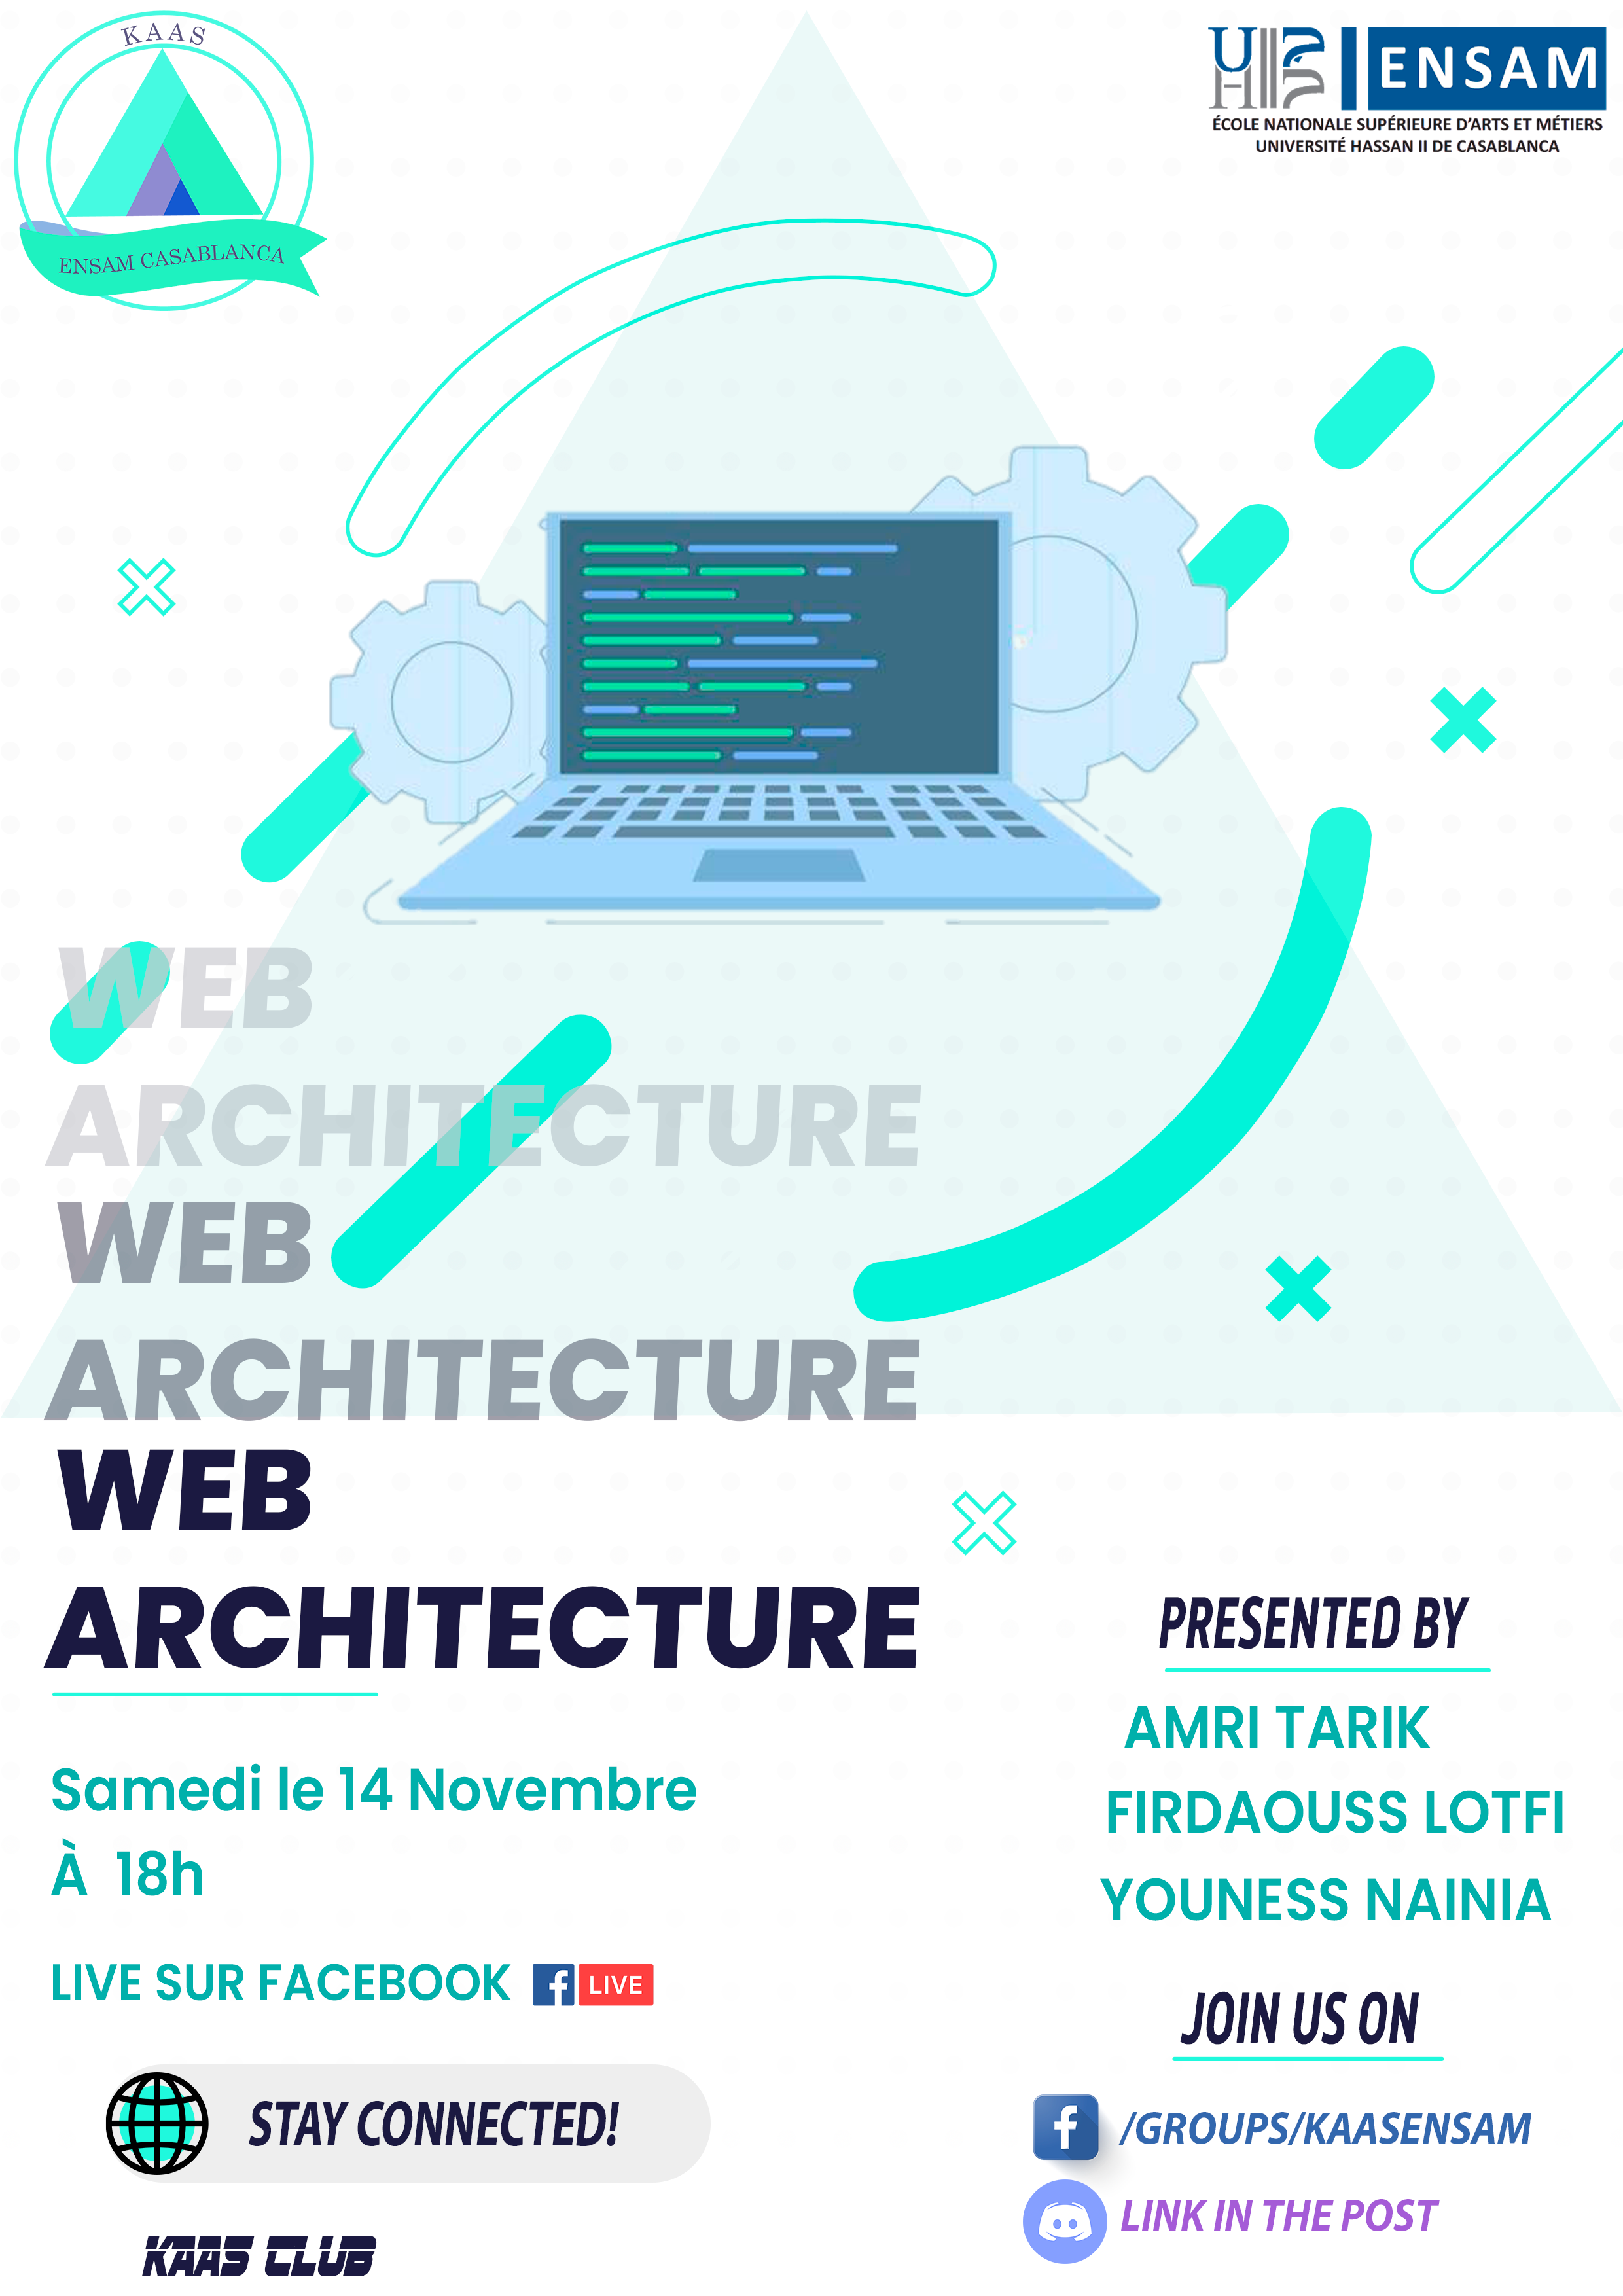 KAAS
ENSAM CASABLANCA
UH2C
ENSAM
ÉCOLE NATIONALE SUPÉRIEURE D'ARTS ET MÉTIERS
UNIVERSITÉ HASSAN II DE CASABLANCA
WEB
ARCHITECTURE
WEB
ARCHITECTURE
WEB
ARCHITECTURE
Samedi le 14 Novembre
À 18h
LIVE SUR FACEBOOK f LIVE
STAY CONNECTED!
KAAS CLUB
PRESENTED BY
AMRI TARIK
FIRDAOUSS LOTFI
YOUNESS NAINIA
JOIN US ON
f /GROUPS/KAASENSAM
LINK IN THE POST